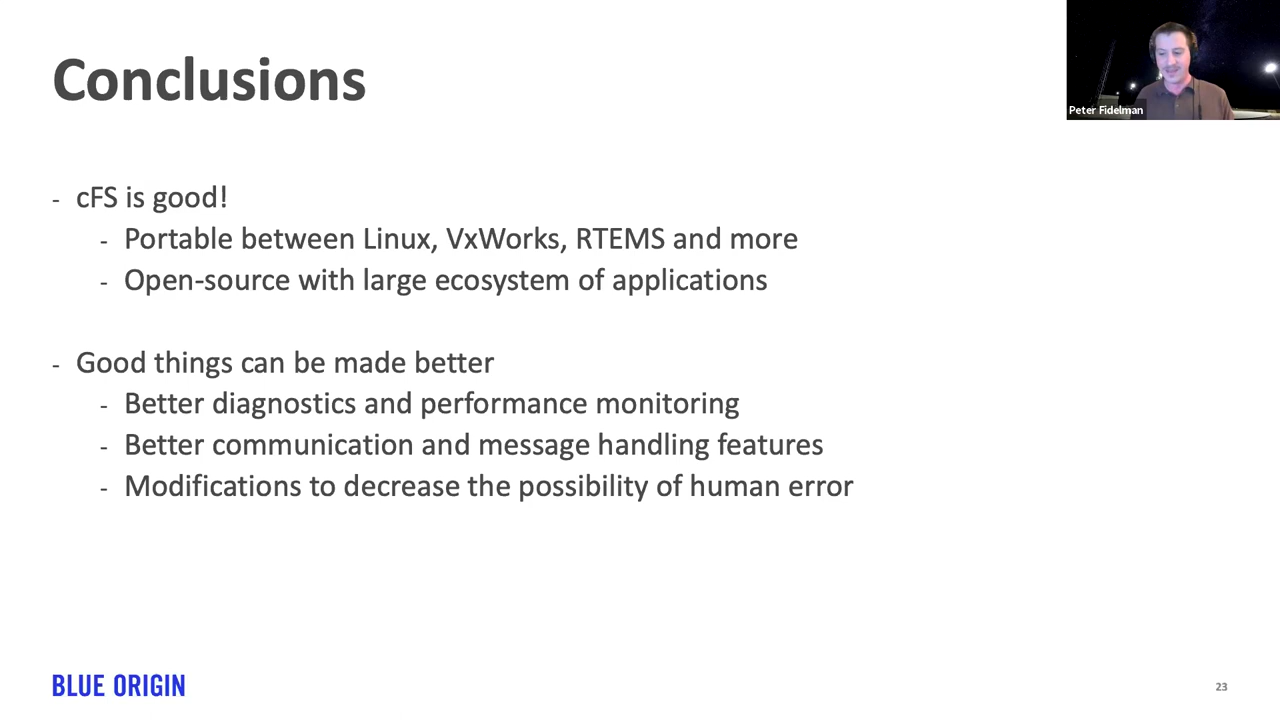 Conclusions
Peter Fidelman
- cFS is good!
- Portable between Linux, VxWorks, RTEMS and more
- Open-source with large ecosystem of applications
- Good things can be made better
- Better diagnostics and performance monitoring
- Better communication and message handling features
- Modifications to decrease the possibility of human error
BLUE ORIGIN
23